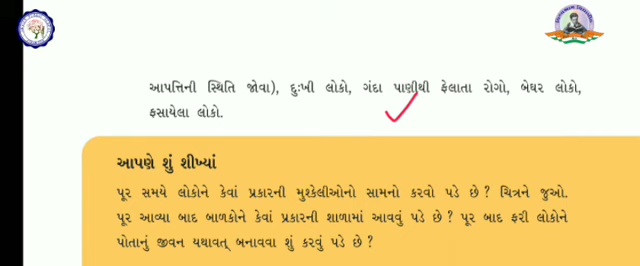 આપત્તિની સ્થિતિ જોવા), દુઃખી લોકો, ગંદા પાણીથી ફેલાતા રોગો, બેઘર લોકો,
ફસાયેલા લોકો.
આપણે શું શીખ્યાં
પૂર સમયે લોકોને કેવાં પ્રકારની મુશ્કેલીઓનો સામનો કરવો પડે છે ? ચિત્રને જુઓ.
પૂર આવ્યા બાદ બાળકોને કેવાં પ્રકારની શાળામાં આવવું પડે છે ? પૂર બાદ ફરી લોકોને
પોતાનું જીવન યથાવત્ બનાવવા શું કરવું પડે છે ?